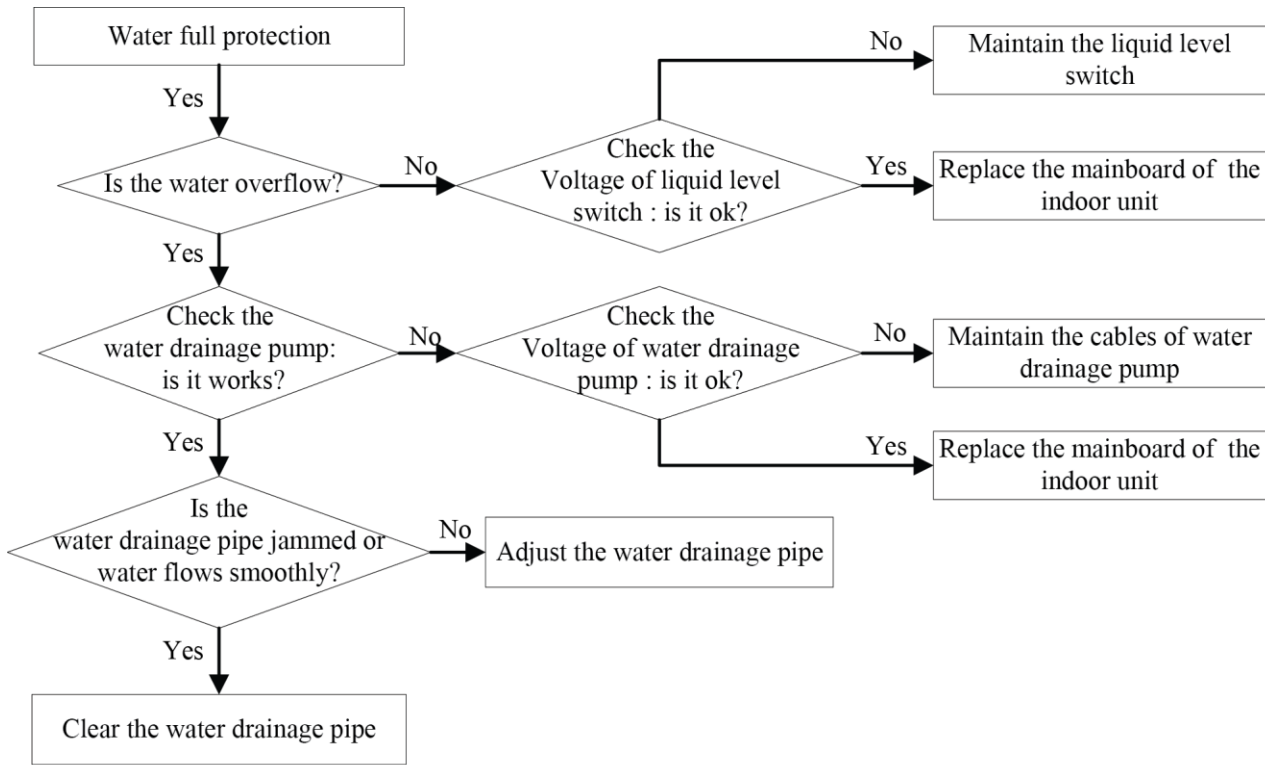 Water full protection
No
Maintain the liquid level
switch
Yes
Is the water overflow?
No
Check the
Voltage of liquid level
switch : is it ok?
Yes
Replace the mainboard of the
indoor unit
Yes
Check the
water drainage pump:
is it works?
No
Check the
Voltage of water drainage
pump : is it ok?
No
Maintain the cables of water
drainage pump
Yes
Yes
Replace the mainboard of the
indoor unit
Is the
water drainage pipe jammed or
water flows smoothly?
No
Adjust the water drainage pipe
Yes
Clear the water drainage pipe